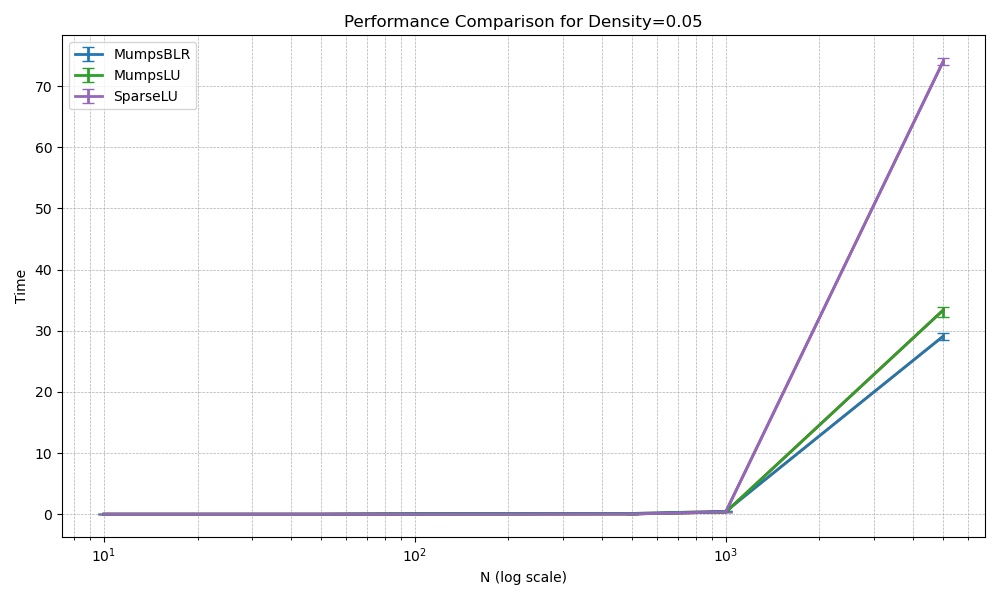 Performance Comparison for Density=0.05
MumpsBLR
MumpsLU
SparseLU
Time
70
60
50
40
30
20
10
0
10¹
10²
10³
N (log scale)